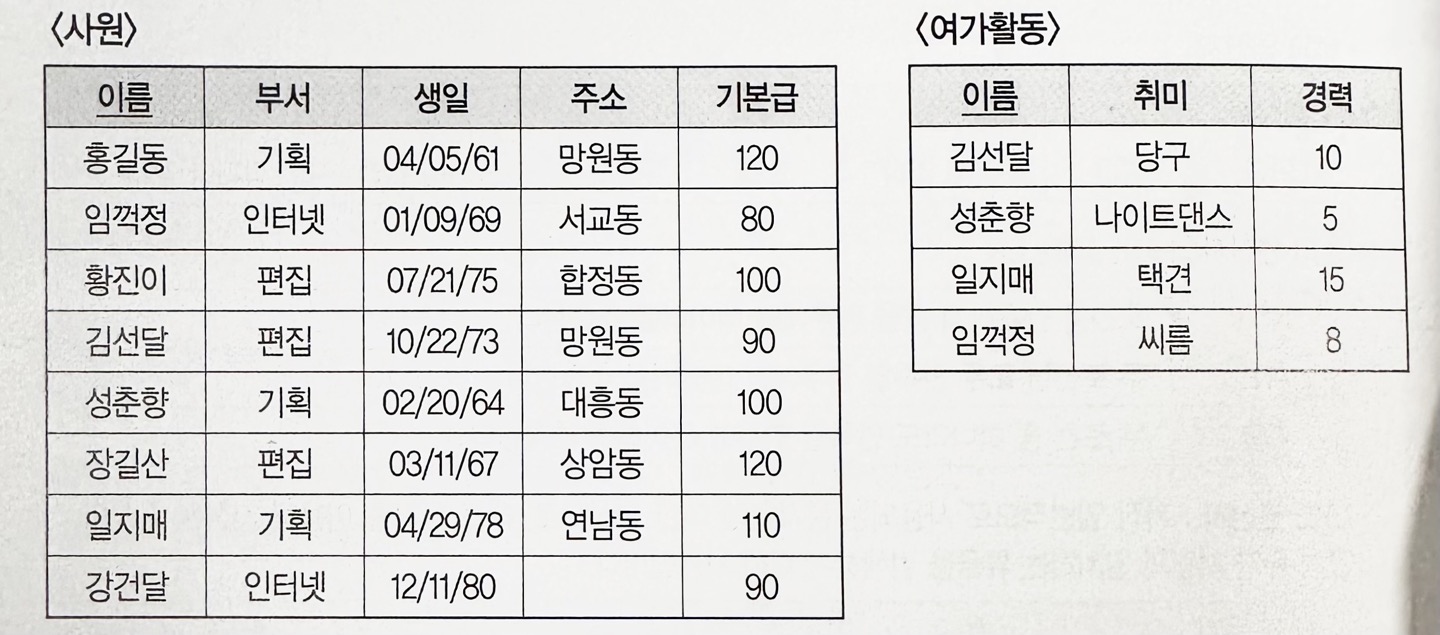 〈사원〉
이름 부서 생일 주소 기본급
홍길동 기획 04/05/61 망원동 120
임꺽정 인터넷 01/09/69 서교동 80
황진이 편집 07/21/75 합정동 100
김선달 편집 10/22/73 망원동 90
성춘향 기획 02/20/64 대흥동 100
장길산 편집 03/11/67 상암동 120
일지매 기획 04/29/78 연남동 110
강건달 인터넷 12/11/80 90
〈여가활동〉
이름 취미 경력
김선달 당구 10
성춘향 나이트댄스 5
일지매 택견 15
임꺽정 씨름 8